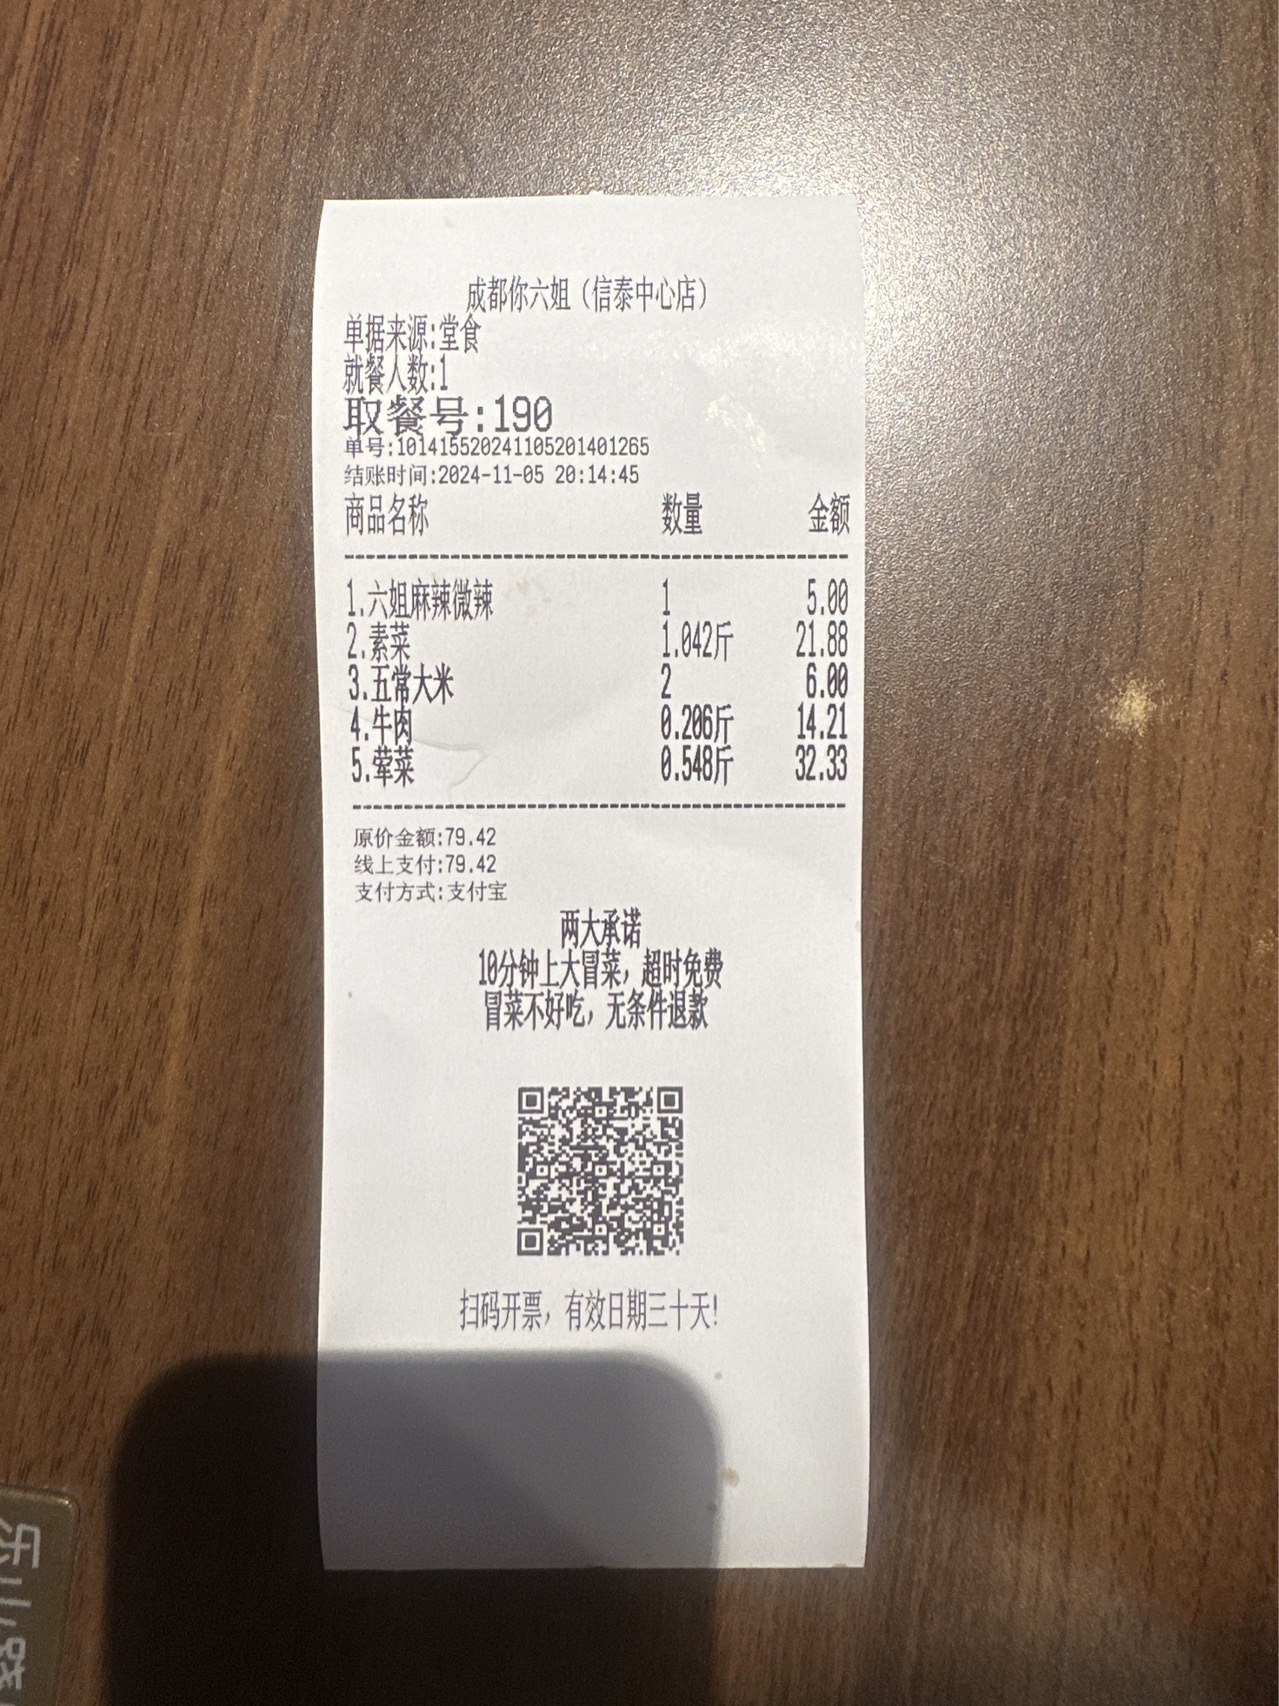 成都你六姐（信泰中心店）
单据来源:堂食
就餐人数:1
取餐号:190
单号:101415520241105201401265
结账时间:2024-11-05 20:14:45
商品名称 数量 金额
1.六姐麻辣微辣 1 5.00
2.素菜 1.042斤 21.88
3.五常大米 2 6.00
4.牛肉 0.206斤 14.21
5.荤菜 0.548斤 32.33
原价金额:79.42
线上支付:79.42
支付方式:支付宝
两大承诺
10分钟上大冒菜，超时免费
冒菜不好吃，无条件退款
扫码开票，有效日期三十天!